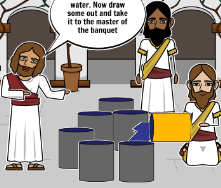 water. Now draw
some out and take
it to the master of
the banquet